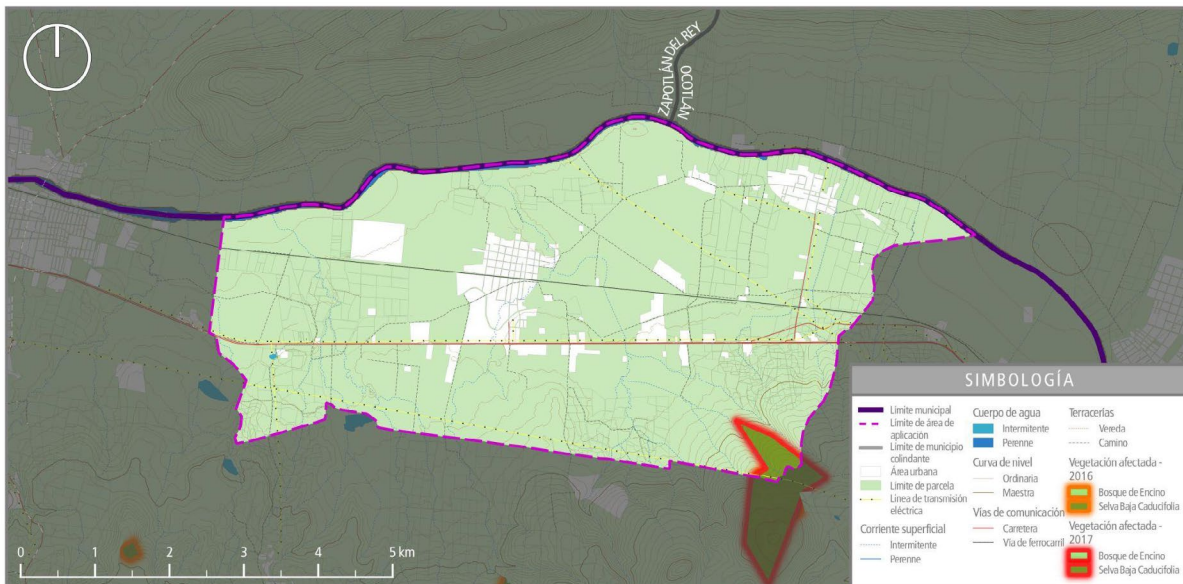 ZAPOTLÁN DEL REY
OCOTLÁN
SIMBOLOGÍA
Límite municipal
Límite de área de
aplicación
Límite de municipio
colindante
Área urbana
Límite de parcela
Línea de transmisión
eléctrica
Corriente superficial
Intermitente
Perenne
Cuerpo de agua
Intermitente
Perenne
Curva de nivel
Ordinaria
Maestra
Vías de comunicación
Carretera
Vía de ferrocarril
Terracerías
Vereda
Camino
Vegetación afectada -
2016
Bosque de Encino
Selva Baja Caducifolia
Vegetación afectada -
2017
Bosque de Encino
Selva Baja Caducifolia
0 1 2 3 4 5 km